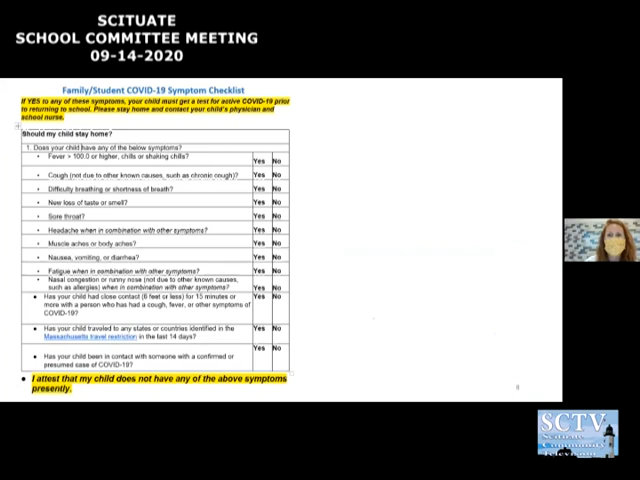 SCITUATE
SCHOOL COMMITTEE MEETING
09-14-2020
Family/Student COVID-19 Symptom Checklist
If YES to any of these symptoms, your child must get a test for active COVID-19 prior
to returning to school. Please stay home and contact your child's physician and
school nurse.
Should my child stay home?
1. Does your child have any of the below symptoms?
• Fever > 100.0 or higher, chills or shaking chills? Yes No
• Cough (not due to other known causes, such as chronic cough)? Yes No
• Difficulty breathing or shortness of breath? Yes No
• New loss of taste or smell? Yes No
• Sore throat? Yes No
• Headache when in combination with other symptoms? Yes No
• Muscle aches or body aches? Yes No
• Nausea, vomiting, or diarrhea? Yes No
• Fatigue when in combination with other symptoms? Yes No
• Nasal congestion or runny nose (not due to other known causes,
such as allergies) when in combination with other symptoms? Yes No
• Has your child had close contact (6 feet or less) for 15 minutes or Yes No
more with a person who has had a cough, fever, or other symptoms of
COVID-19?
• Has your child traveled to any states or countries identified in the Yes No
Massachusetts travel restriction in the last 14 days?
Yes No
• Has your child been in contact with someone with a confirmed or
presumed case of COVID-19?
• I attest that my child does not have any of the above symptoms
presently.
8
SCTV
Scituate
Community
Television